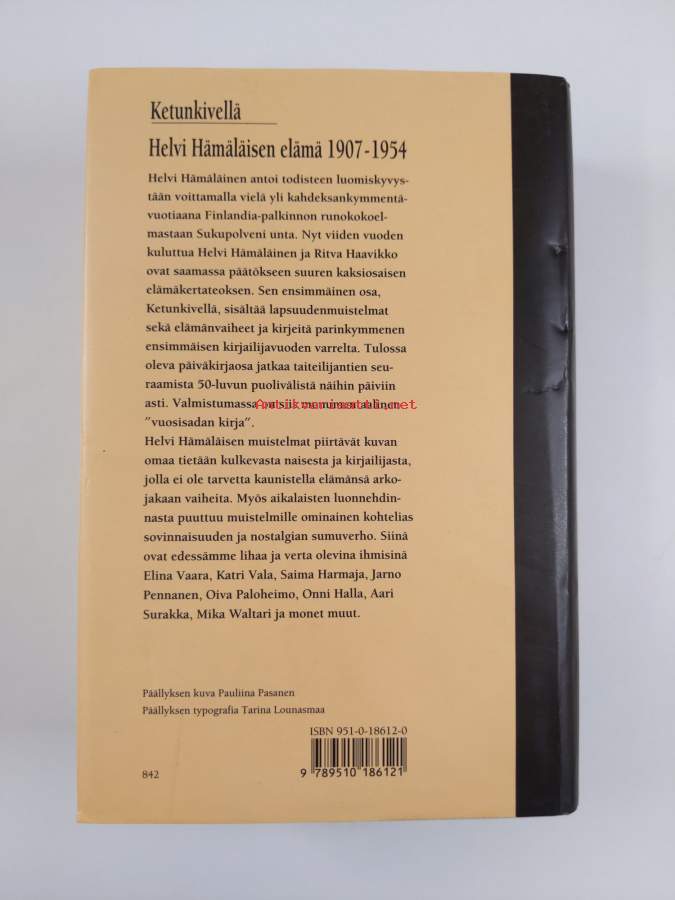 Ketunkivellä
Helvi Hämäläisen elämä 1907-1954
Helvi Hämäläinen antoi todisteen luomiskyvys-
tään voittamalla vielä yli kahdeksankymmentä-
vuotiaana Finlandia-palkinnon runokokoel-
mastaan Sukupolveni unta. Nyt viiden vuoden
kuluttua Helvi Hämäläinen ja Ritva Haavikko
ovat saamassa päätökseen suuren kaksiosaisen
elämäkertateoksen. Sen ensimmäinen osa,
Ketunkivellä, sisältää lapsuudenmuistelmat
sekä elämänvaiheet ja kirjeitä parinkymmenen
ensimmäisen kirjailijavuoden varrelta. Tulossa
oleva päiväkirjaosa jatkaa taiteilijantien seu-
raamista 50-luvun puolivälistä näihin päiviin
asti. Valmistumassa
Antikvariaatti.net
"vuosisadan kirja".
Helvi Hämäläisen muistelmat piirtävät kuvan
omaa tietään kulkevasta naisesta ja kirjailijasta,
jolla ei ole tarvetta kaunistella elämänsä arko-
jakaan vaiheita. Myös aikalaisten luonnehdin-
nasta puuttuu muistelmille ominainen kohtelias
sovinnaisuuden ja nostalgian sumuverho. Siinä
ovat edessämme lihaa ja verta olevina ihmisinä
Elina Vaara, Katri Vala, Saima Harmaja, Jarno
Pennanen, Oiva Paloheimo, Onni Halla, Aari
Surakka, Mika Waltari ja monet muut.
Päällyksen kuva Pauliina Pasanen
Päällyksen typografia Tarina Lounasmaa
ISBN 951-0-18612-0
9 789510 186121
842